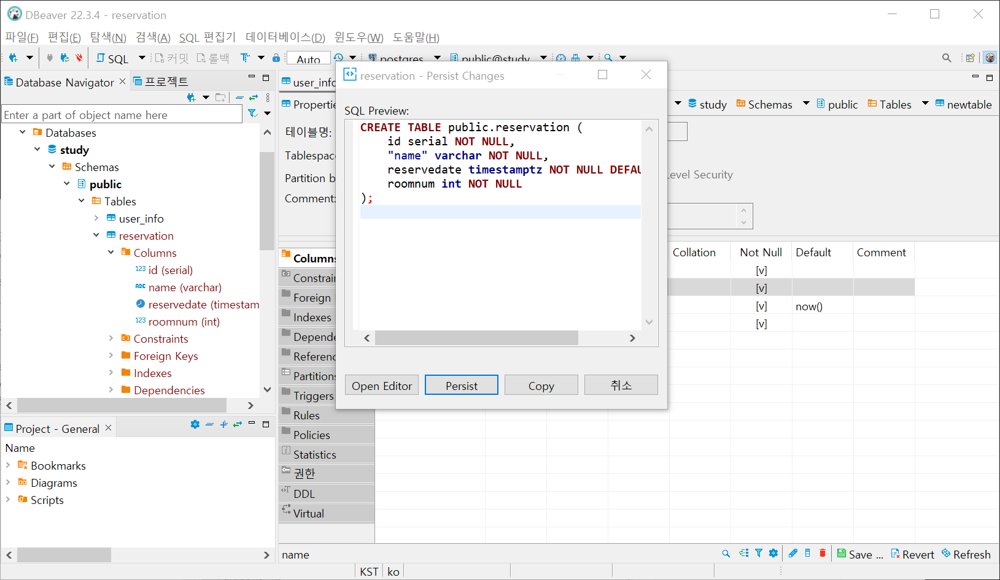 DBeaver 22.3.4 - reservation
파일(F) 편집(E) 탐색(N) 검색(A) SQL 편집기 데이터베이스(D) 윈도우(W) 도움말(H)
SQL 커밋 롤백 Auto postgres public@study
Database Navigator 프로젝트
Enter a part of object name here
Databases
study
Schemas
public
Tables
user_info
reservation
Columns
id (serial)
name (varchar)
reservedate (timestam
roomnum (int)
Constraints
Foreign Keys
Indexes
Dependencies
Project - General
Name
Bookmarks
Diagrams
Scripts
user_info
Propertie
study Schemas public Tables newtable
테이블명:
Tablespac
Partition b
Comment:
Level Security
reservation - Persist Changes
SQL Preview:
CREATE TABLE public.reservation (
id serial NOT NULL,
"name" varchar NOT NULL,
reservedate timestamptz NOT NULL DEFAU
roomnum int NOT NULL
);
Open Editor Persist Copy 취소
Collation Not Null Default Comment
[v]
[v]
[v] now()
[v]
Columns
Constrain
Foreign
Indexes
Depende
Referenc
Partitions
Triggers
Rules
Policies
Statistics
권한
DDL
Virtual
name
Save ... Revert Refresh
KST ko